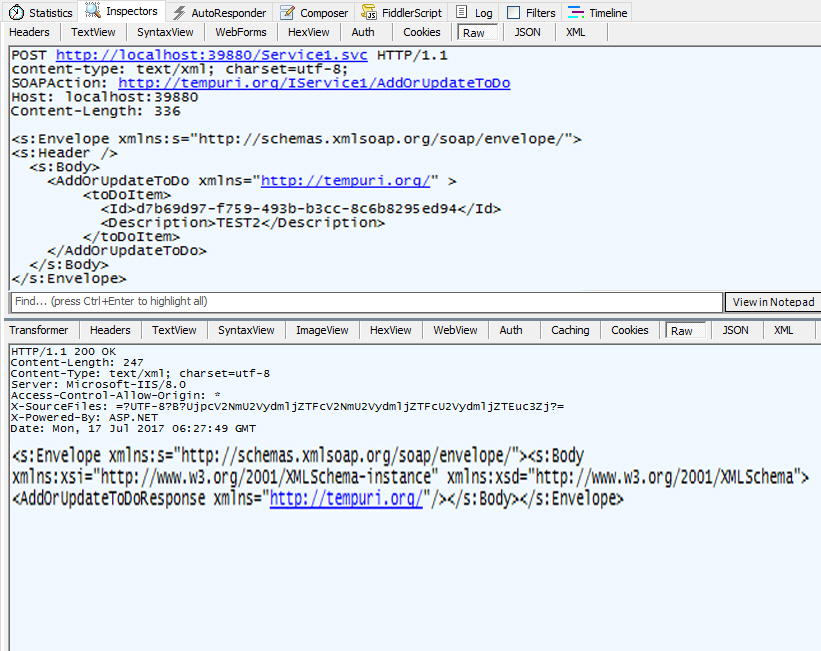 Statistics Inspectors AutoResponder Composer FiddlerScript Log Filters Timeline
Headers TextView SyntaxView WebForms HexView Auth Cookies Raw JSON XML
POST http://localhost:39880/Service1.svc HTTP/1.1
content-type: text/xml; charset=utf-8;
SOAPAction: http://tempuri.org/IService1/AddOrUpdateToDo
Host: localhost:39880
Content-Length: 336
<s:Envelope xmlns:s="http://schemas.xmlsoap.org/soap/envelope/">
<s:Header />
<s:Body>
<AddOrUpdateToDo xmlns="http://tempuri.org/" >
<toDoItem>
<Id>d7b69d97-f759-493b-b3cc-8c6b8295ed94</Id>
<Description>TEST2</Description>
</toDoItem>
</AddOrUpdateToDo>
</s:Body>
</s:Envelope>
Find... (press Ctrl+Enter to highlight all) View in Notepad
Transformer Headers TextView SyntaxView ImageView HexView WebView Auth Caching Cookies Raw JSON XML
HTTP/1.1 200 OK
Content-Length: 247
Content-Type: text/xml; charset=utf-8
Server: Microsoft-IIS/8.0
Access-Control-Allow-Origin: *
X-SourceFiles: =?UTF-8?B?UjpcV2NmU2VydmljZTFcV2NmU2VydmljZTFcU2VydmljZTEuc3Zj?=
X-Powered-By: ASP.NET
Date: Mon, 17 Jul 2017 06:27:49 GMT
<s:Envelope xmlns:s="http://schemas.xmlsoap.org/soap/envelope/"><s:Body
xmlns:xsi="http://www.w3.org/2001/XMLSchema-instance" xmlns:xsd="http://www.w3.org/2001/XMLSchema">
<AddOrUpdateToDoResponse xmlns="http://tempuri.org/"/></s:Body></s:Envelope>